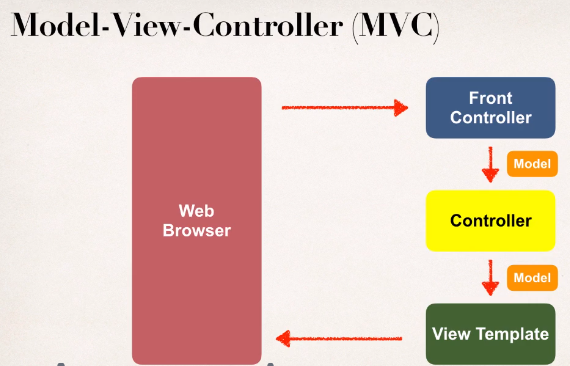 Model-View-Controller (MVC)
Front
Controller
Model
Web
Browser
Controller
Model
View Template